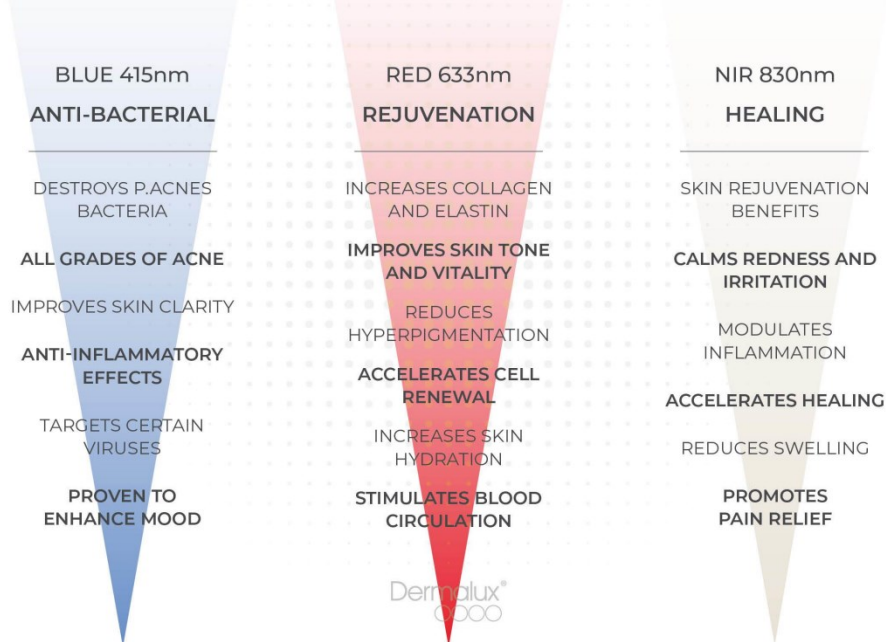 BLUE 415nm
ANTI-BACTERIAL
DESTROYS P.ACNES
BACTERIA
ALL GRADES OF ACNE
IMPROVES SKIN CLARITY
ANTI-INFLAMMATORY
EFFECTS
TARGETS CERTAIN
VIRUSES
PROVEN TO
ENHANCE MOOD
RED 633nm
REJUVENATION
INCREASES COLLAGEN
AND ELASTIN
IMPROVES SKIN TONE
AND VITALITY
REDUCES
HYPERPIGMENTATION
ACCELERATES CELL
RENEWAL
INCREASES SKIN
HYDRATION
STIMULATES BLOOD
CIRCULATION
NIR 830nm
HEALING
SKIN REJUVENATION
BENEFITS
CALMS REDNESS AND
IRRITATION
MODULATES
INFLAMMATION
ACCELERATES HEALING
REDUCES SWELLING
PROMOTES
PAIN RELIEF
Dermalux®